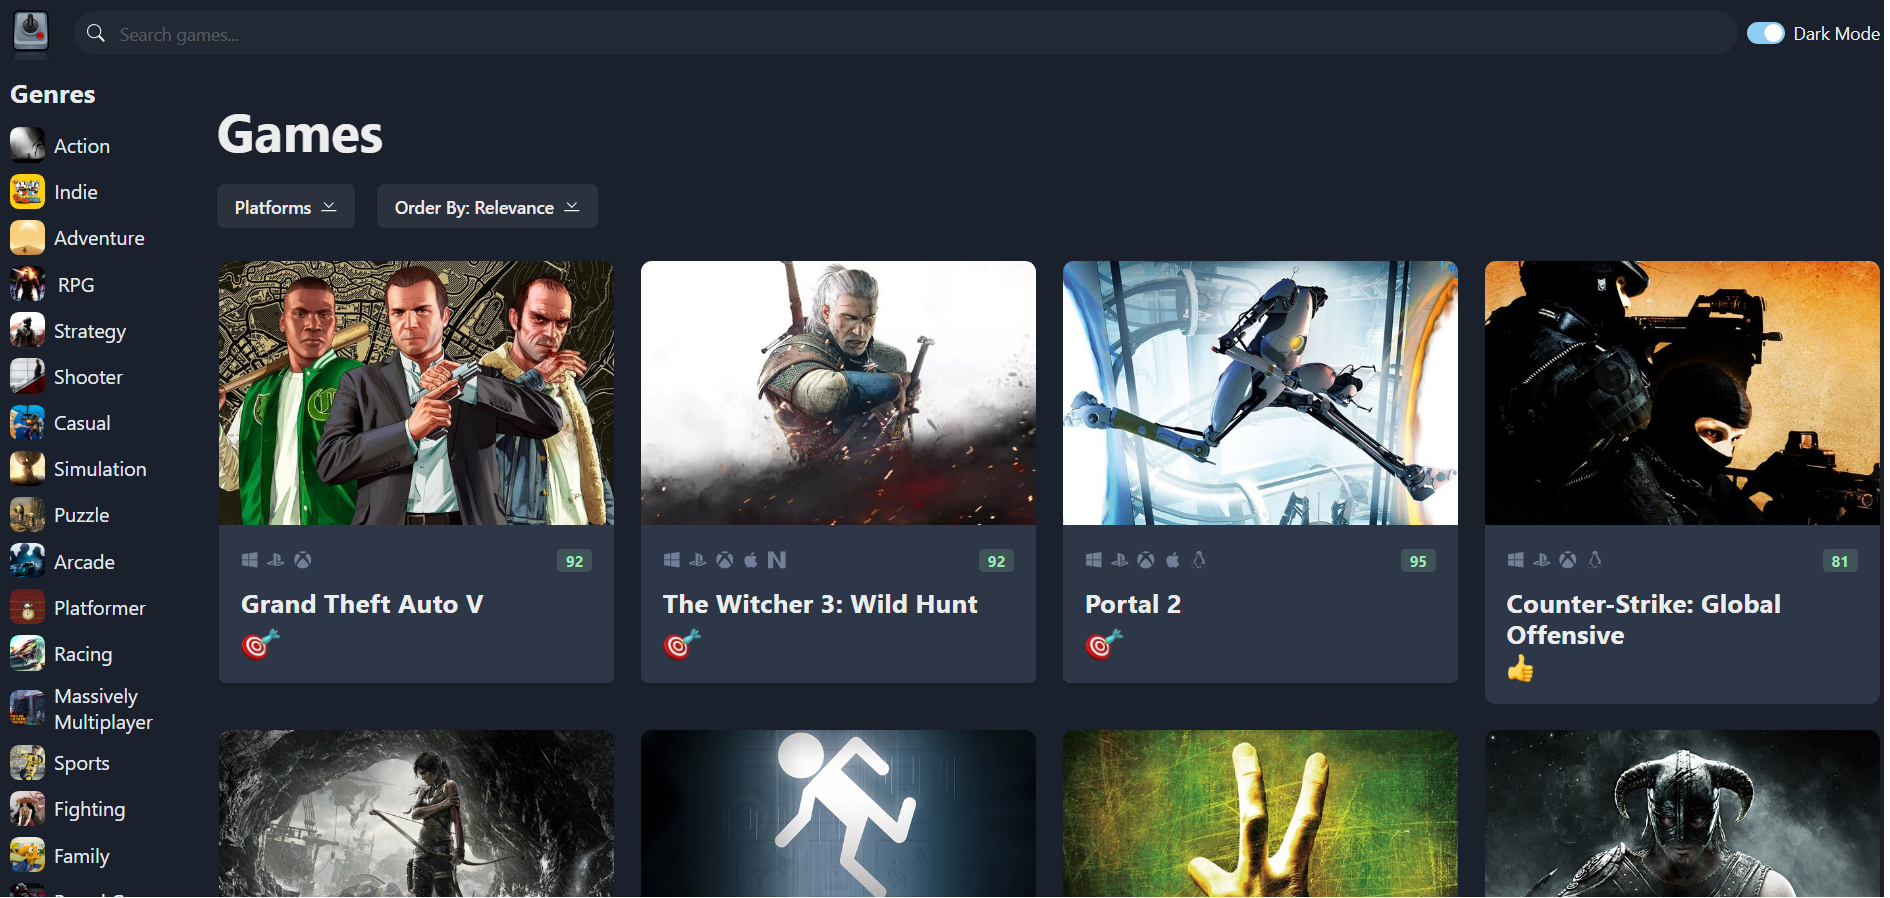 Search games...
Dark Mode
Genres
Action
Indie
Adventure
RPG
Strategy
Shooter
Casual
Simulation
Puzzle
Arcade
Platformer
Racing
Massively
Multiplayer
Sports
Fighting
Family
Games
Platforms
Order By: Relevance
92
Grand Theft Auto V
92
The Witcher 3: Wild Hunt
95
Portal 2
81
Counter-Strike: Global
Offensive